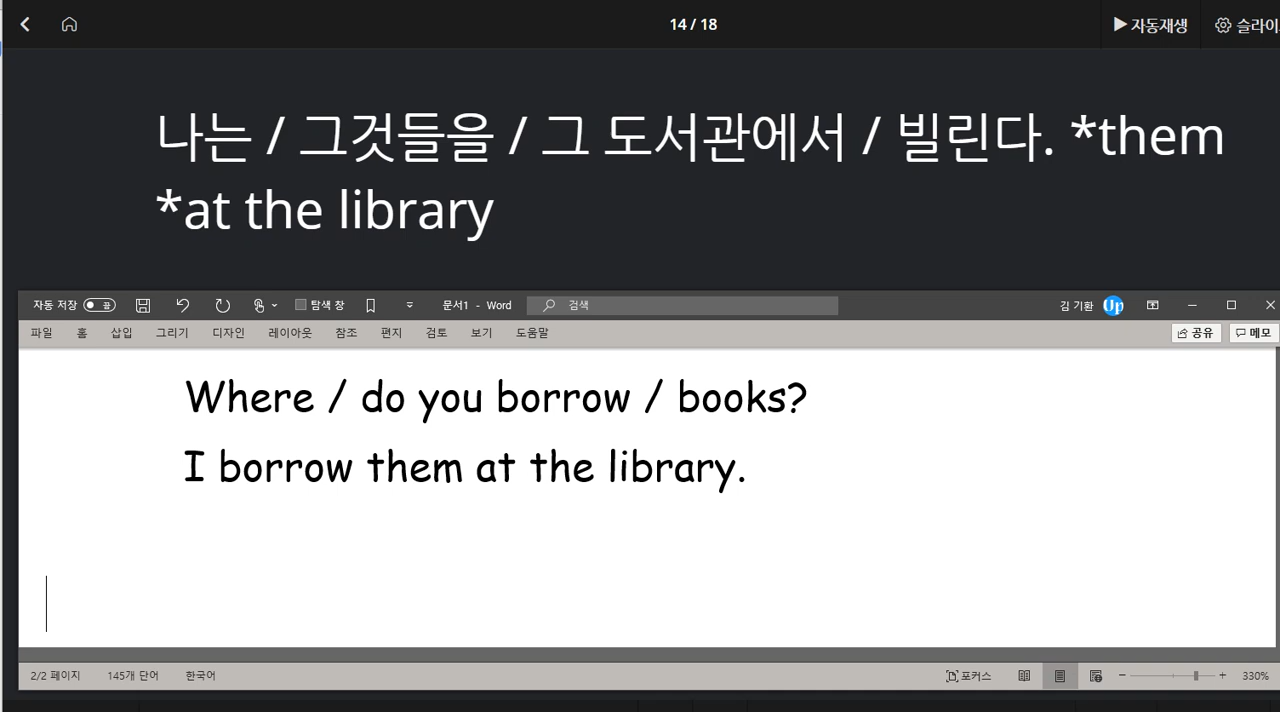 14 / 18
▶ 자동재생
슬라이
나는 / 그것들을 / 그 도서관에서 / 빌린다. *them
*at the library
자동 저장
끔
탐색 창
문서1 - Word
검색
김 기환
Up
파일 홈 삽입 그리기 디자인 레이아웃 참조 편지 검토 보기 도움말
공유
메모
Where / do you borrow / books?
I borrow them at the library.
2/2 페이지 145개 단어 한국어
포커스
330%